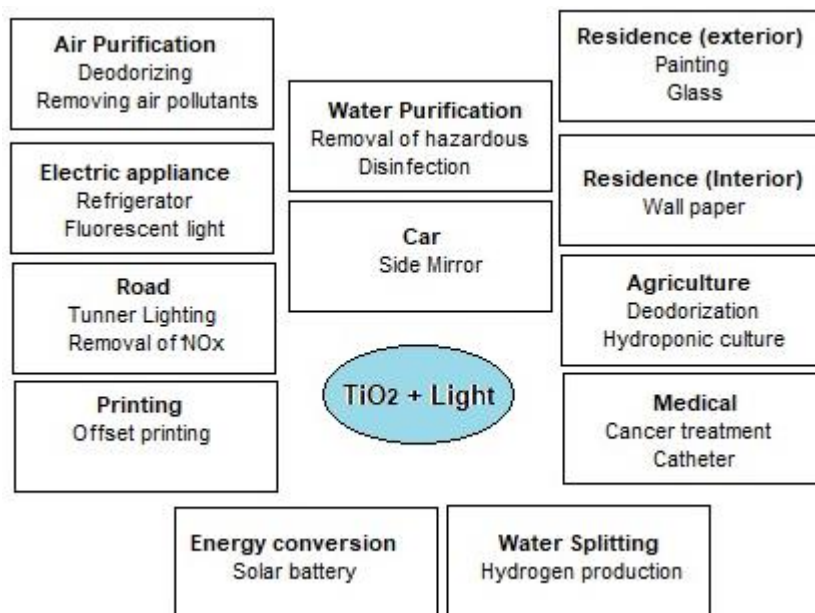 Air Purification
Deodorizing
Removing air pollutants
Electric appliance
Refrigerator
Fluorescent light
Road
Tunner Lighting
Removal of NOx
Printing
Offset printing
Water Purification
Removal of hazardous
Disinfection
Car
Side Mirror
TiO2 + Light
Residence (exterior)
Painting
Glass
Residence (Interior)
Wall paper
Agriculture
Deodorization
Hydroponic culture
Medical
Cancer treatment
Catheter
Energy conversion
Solar battery
Water Splitting
Hydrogen production